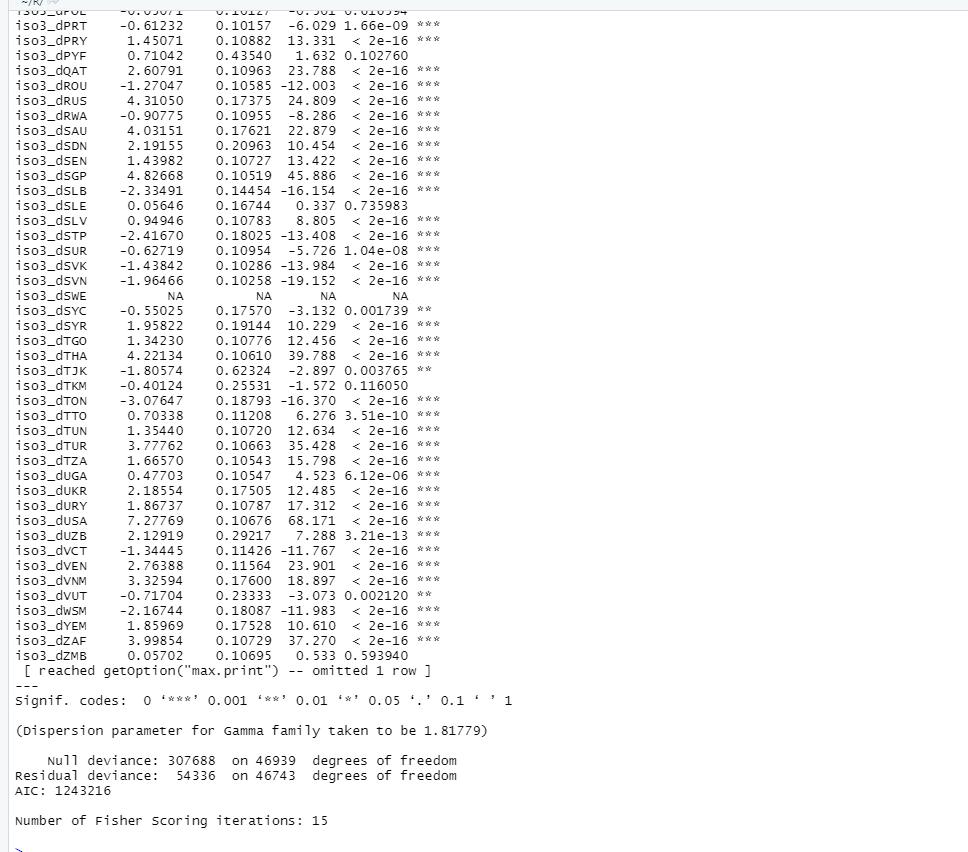 ~/R/
iso3_dPRT -0.61232 0.10157 -6.029 1.66e-09 ***
iso3_dPRY 1.45071 0.10882 13.331 < 2e-16 ***
iso3_dPYF 0.71042 0.43540 1.632 0.102760
iso3_dQAT 2.60791 0.10963 23.788 < 2e-16 ***
iso3_dROU -1.27047 0.10585 -12.003 < 2e-16 ***
iso3_dRUS 4.31050 0.17375 24.809 < 2e-16 ***
iso3_dRWA -0.90775 0.10955 -8.286 < 2e-16 ***
iso3_dSAU 4.03151 0.17621 22.879 < 2e-16 ***
iso3_dSDN 2.19155 0.20963 10.454 < 2e-16 ***
iso3_dSEN 1.43982 0.10727 13.422 < 2e-16 ***
iso3_dSGP 4.82668 0.10519 45.886 < 2e-16 ***
iso3_dSLB -2.33491 0.14454 -16.154 < 2e-16 ***
iso3_dSLE 0.05646 0.16744 0.337 0.735983
iso3_dSLV 0.94946 0.10783 8.805 < 2e-16 ***
iso3_dSTP -2.41670 0.18025 -13.408 < 2e-16 ***
iso3_dSUR -0.62719 0.10954 -5.726 1.04e-08 ***
iso3_dSVK -1.43842 0.10286 -13.984 < 2e-16 ***
iso3_dSVN -1.96466 0.10258 -19.152 < 2e-16 ***
iso3_dSWE NA NA NA NA
iso3_dSYC -0.55025 0.17570 -3.132 0.001739 **
iso3_dSYR 1.95822 0.19144 10.229 < 2e-16 ***
iso3_dTGO 1.34230 0.10776 12.456 < 2e-16 ***
iso3_dTHA 4.22134 0.10610 39.788 < 2e-16 ***
iso3_dTJK -1.80574 0.62324 -2.897 0.003765 **
iso3_dTKM -0.40124 0.25531 -1.572 0.116050
iso3_dTON -3.07647 0.18793 -16.370 < 2e-16 ***
iso3_dTTO 0.70338 0.11208 6.276 3.51e-10 ***
iso3_dTUN 1.35440 0.10720 12.634 < 2e-16 ***
iso3_dTUR 3.77762 0.10663 35.428 < 2e-16 ***
iso3_dTZA 1.66570 0.10543 15.798 < 2e-16 ***
iso3_dUGA 0.47703 0.10547 4.523 6.12e-06 ***
iso3_dUKR 2.18554 0.17505 12.485 < 2e-16 ***
iso3_dURY 1.86737 0.10787 17.312 < 2e-16 ***
iso3_dUSA 7.27769 0.10676 68.171 < 2e-16 ***
iso3_dUZB 2.12919 0.29217 7.288 3.21e-13 ***
iso3_dVCT -1.34445 0.11426 -11.767 < 2e-16 ***
iso3_dVEN 2.76388 0.11564 23.901 < 2e-16 ***
iso3_dVNM 3.32594 0.17600 18.897 < 2e-16 ***
iso3_dVUT -0.71704 0.23333 -3.073 0.002120 **
iso3_dWSM -2.16744 0.18087 -11.983 < 2e-16 ***
iso3_dYEM 1.85969 0.17528 10.610 < 2e-16 ***
iso3_dZAF 3.99854 0.10729 37.270 < 2e-16 ***
iso3_dZMB 0.05702 0.10695 0.533 0.593940
[ reached getOption("max.print") -- omitted 1 row ]
---
Signif. codes: 0 ‘***’ 0.001 ‘**’ 0.01 ‘*’ 0.05 ‘.’ 0.1 ‘ ’ 1
(Dispersion parameter for Gamma family taken to be 1.81779)
Null deviance: 307688 on 46939 degrees of freedom
Residual deviance: 54336 on 46743 degrees of freedom
AIC: 1243216
Number of Fisher Scoring iterations: 15
>